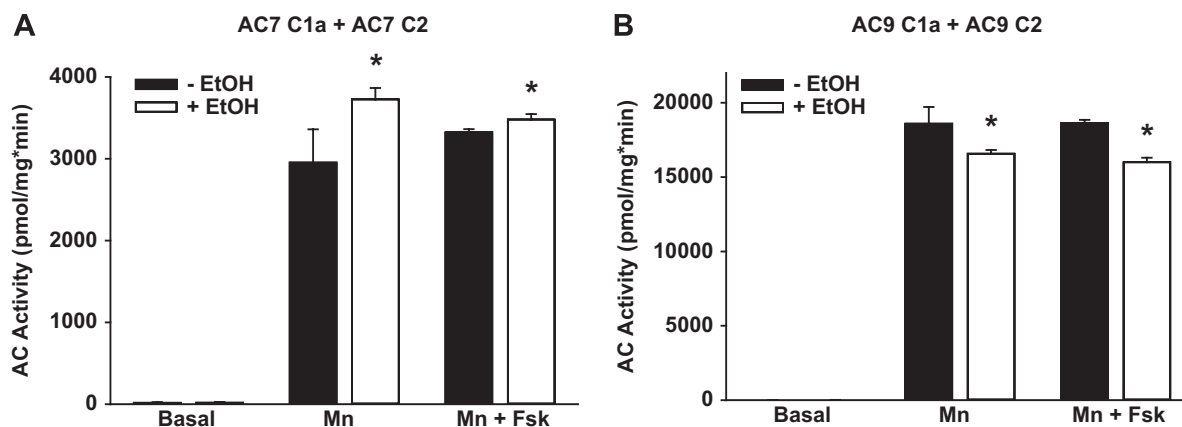 A
AC7 C1a + AC7 C2
AC Activity (pmol/mg*min)
4000
3000
2000
1000
0
- EtOH
+ EtOH
*
*
Basal
Mn
Mn + Fsk
B
AC9 C1a + AC9 C2
AC Activity (pmol/mg*min)
20000
15000
10000
5000
0
- EtOH
+ EtOH
*
*
Basal
Mn
Mn + Fsk